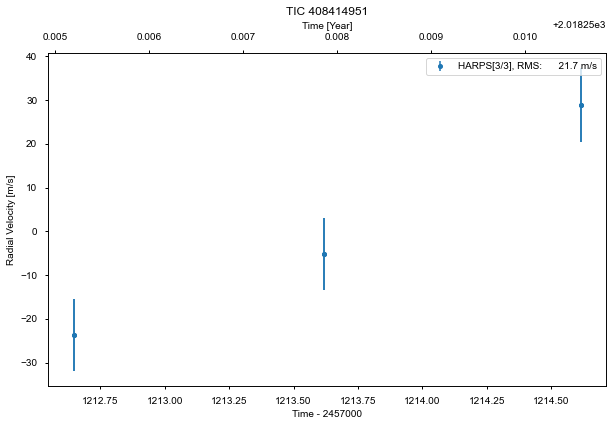 TIC 408414951
Time [Year]
+2.01825e3
0.005 0.006 0.007 0.008 0.009 0.010
HARPS[3/3], RMS: 21.7 m/s
40
30
20
10
0
−10
−20
−30
Radial Velocity [m/s]
1212.75 1213.00 1213.25 1213.50 1213.75 1214.00 1214.25 1214.50
Time - 2457000